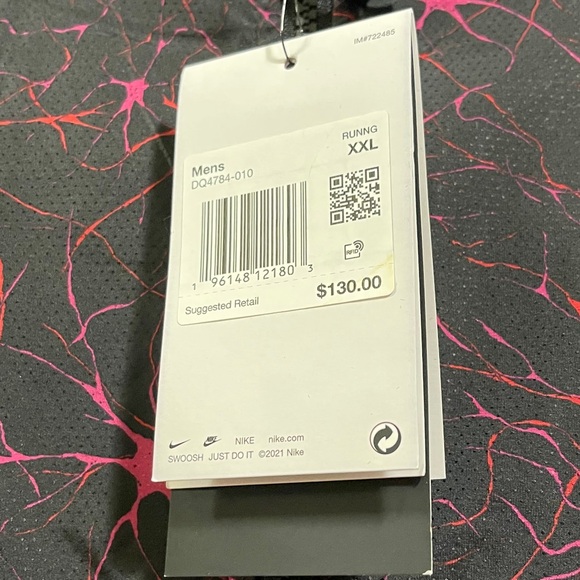 tM#722485
RUNNG
XXL
Mens
DQ4784-010
RFID
1 96148 12180 3
Suggested Retail
$130.00
NIKE nike.com
SWOOSH JUST DO IT ©2021 Nike